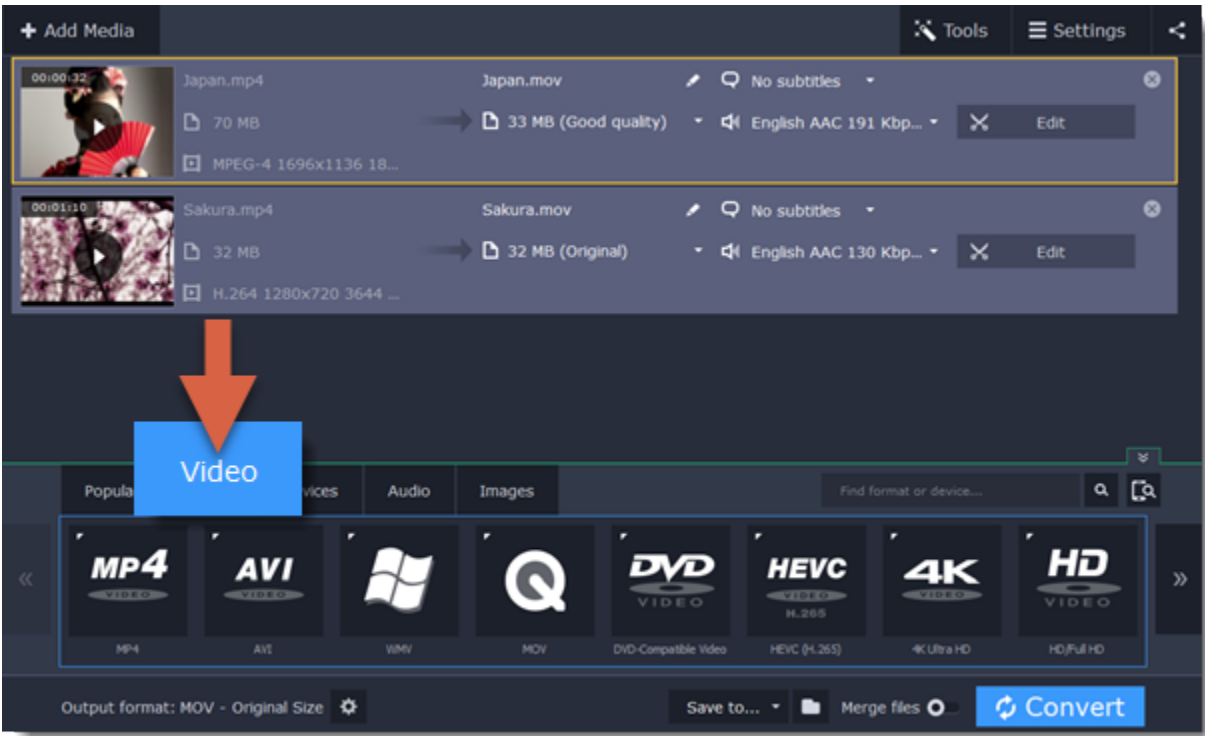 Add Media
Tools
Settings
00:00:32
Japan.mp4
Japan.mov
No subtitles
70 MB
33 MB (Good quality)
English AAC 191 Kbp...
Edit
MPEG-4 1696x1136 18...
00:01:10
Sakura.mp4
Sakura.mov
No subtitles
32 MB
32 MB (Original)
English AAC 130 Kbp...
Edit
H.264 1280x720 3644 ...
Video
Popula
vices
Audio
Images
Find format or device...
MP4
VIDEO
AVI
VIDEO
DVD
VIDEO
HEVC
VIDEO
H.265
4K
VIDEO
HD
VIDEO
MP4
AVI
WMV
MOV
DVD-Compatible Video
HEVC (H.265)
4K Ultra HD
HD/Full HD
Output format: MOV - Original Size
Save to...
Merge files
Convert